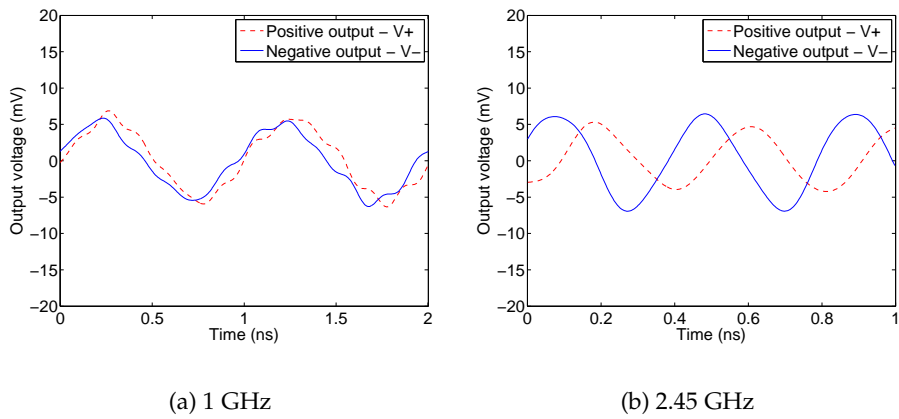 20
15
10
5
0
−5
−10
−15
−20
Output voltage (mV)
Positive output − V+
Negative output − V−
0
0.5
1
1.5
2
Time (ns)
(a) 1 GHz
20
15
10
5
0
−5
−10
−15
−20
Output voltage (mV)
Positive output − V+
Negative output − V−
0
0.2
0.4
0.6
0.8
1
Time (ns)
(b) 2.45 GHz